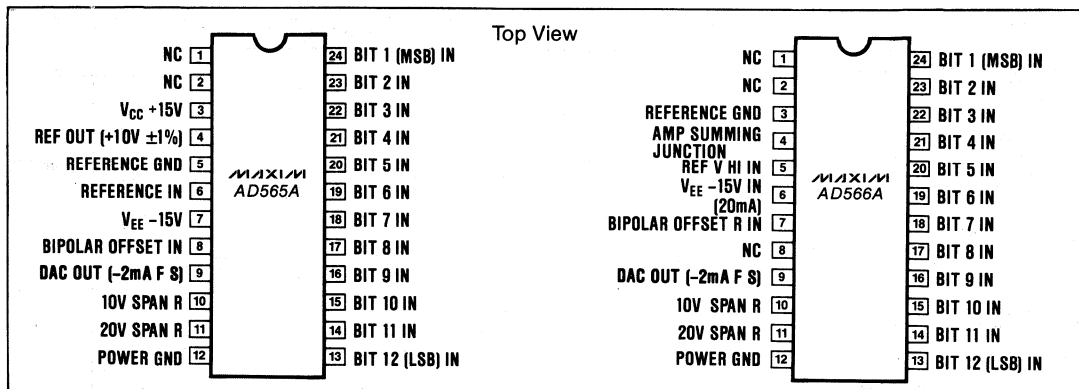 Top View
NC 1
NC 2
VCC +15V 3
REF OUT (+10V ±1%) 4
REFERENCE GND 5
REFERENCE IN 6
VEE −15V 7
BIPOLAR OFFSET IN 8
DAC OUT (−2mA F S) 9
10V SPAN R 10
20V SPAN R 11
POWER GND 12
MAXIM
AD565A
24 BIT 1 (MSB) IN
23 BIT 2 IN
22 BIT 3 IN
21 BIT 4 IN
20 BIT 5 IN
19 BIT 6 IN
18 BIT 7 IN
17 BIT 8 IN
16 BIT 9 IN
15 BIT 10 IN
14 BIT 11 IN
13 BIT 12 (LSB) IN
NC 1
NC 2
REFERENCE GND 3
AMP SUMMING
JUNCTION 4
REF V HI IN 5
VEE −15V IN
(20mA) 6
BIPOLAR OFFSET R IN 7
NC 8
DAC OUT (−2mA F S) 9
10V SPAN R 10
20V SPAN R 11
POWER GND 12
MAXIM
AD566A
24 BIT 1 (MSB) IN
23 BIT 2 IN
22 BIT 3 IN
21 BIT 4 IN
20 BIT 5 IN
19 BIT 6 IN
18 BIT 7 IN
17 BIT 8 IN
16 BIT 9 IN
15 BIT 10 IN
14 BIT 11 IN
13 BIT 12 (LSB) IN